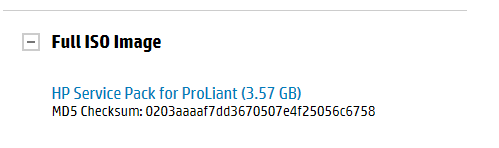 Full ISO Image
HP Service Pack for ProLiant (3.57 GB)
MD5 Checksum: 0203aaaaf7dd3670507e4f25056c6758